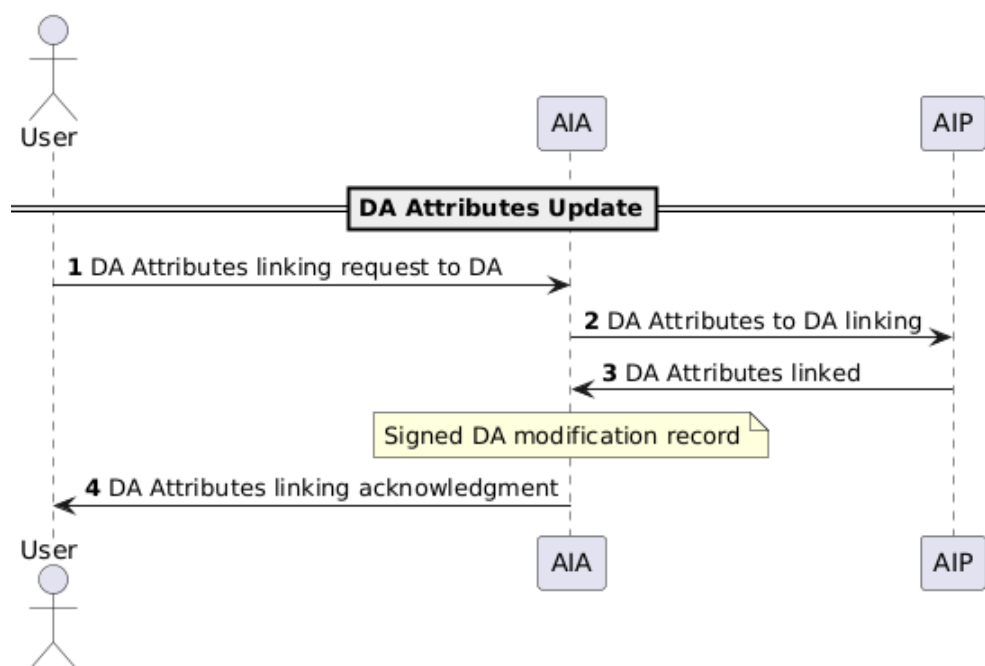 User
AIA
AIP
DA Attributes Update
1 DA Attributes linking request to DA
2 DA Attributes to DA linking
3 DA Attributes linked
Signed DA modification record
4 DA Attributes linking acknowledgment
User
AIA
AIP